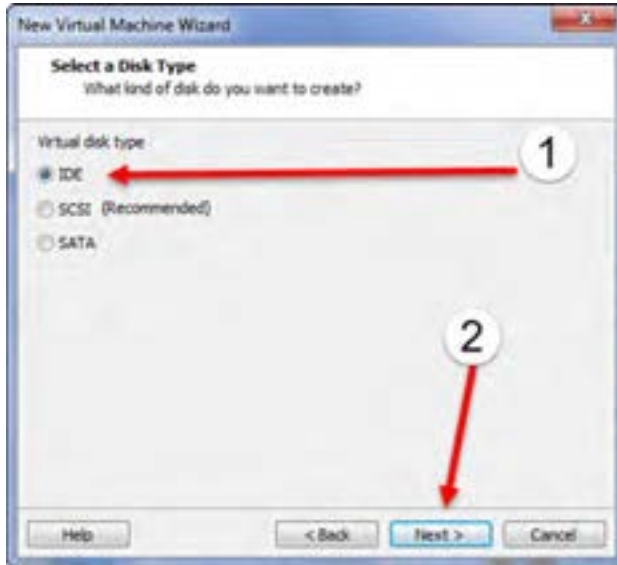 New Virtual Machine Wizard
Select a Disk Type
What kind of disk do you want to create?
Virtual disk type
IDE
1
SCSI (Recommended)
SATA
2
Help
< Back
Next >
Cancel